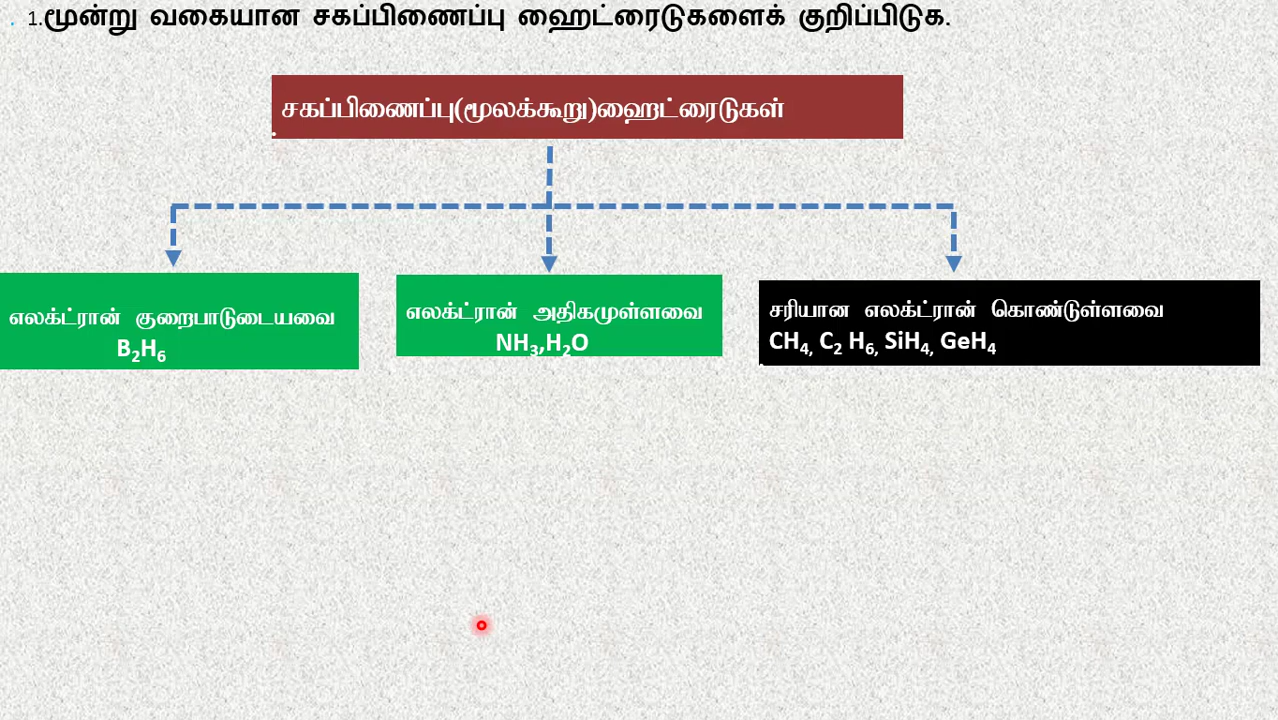 1.மூன்று வகையான சகப்பிணைப்பு ஹைட்ரைடுகளைக் குறிப்பிடுக.
சகப்பிணைப்பு(மூலக்கூறு)ஹைட்ரைடுகள்
எலக்ட்ரான் குறைபாடுடையவை
B₂H₆
எலக்ட்ரான் அதிகமுள்ளவை
NH₃,H₂O
சரியான எலக்ட்ரான் கொண்டுள்ளவை
CH₄, C₂ H₆, SiH₄, GeH₄